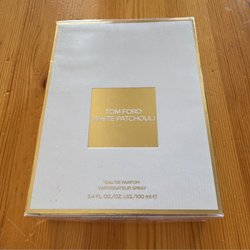 TOM FORD
WHITE PATCHOULI
EAU DE PARFUM
VAPORISATEUR SPRAY
3.4 FL. OZ./OZ. LIQ./100 ml ℮